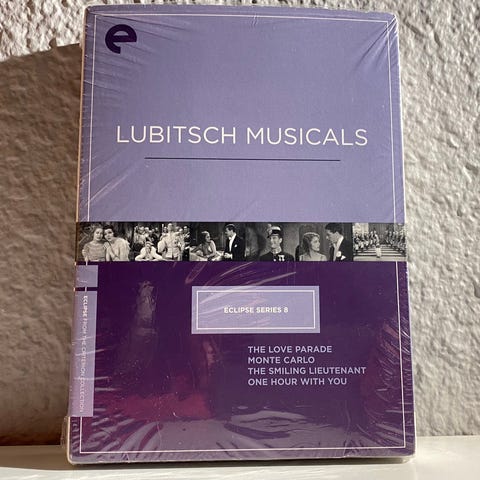 e
LUBITSCH MUSICALS
ECLIPSE SERIES 8
ECLIPSE FROM THE CRITERION COLLECTION
THE LOVE PARADE
MONTE CARLO
THE SMILING LIEUTENANT
ONE HOUR WITH YOU